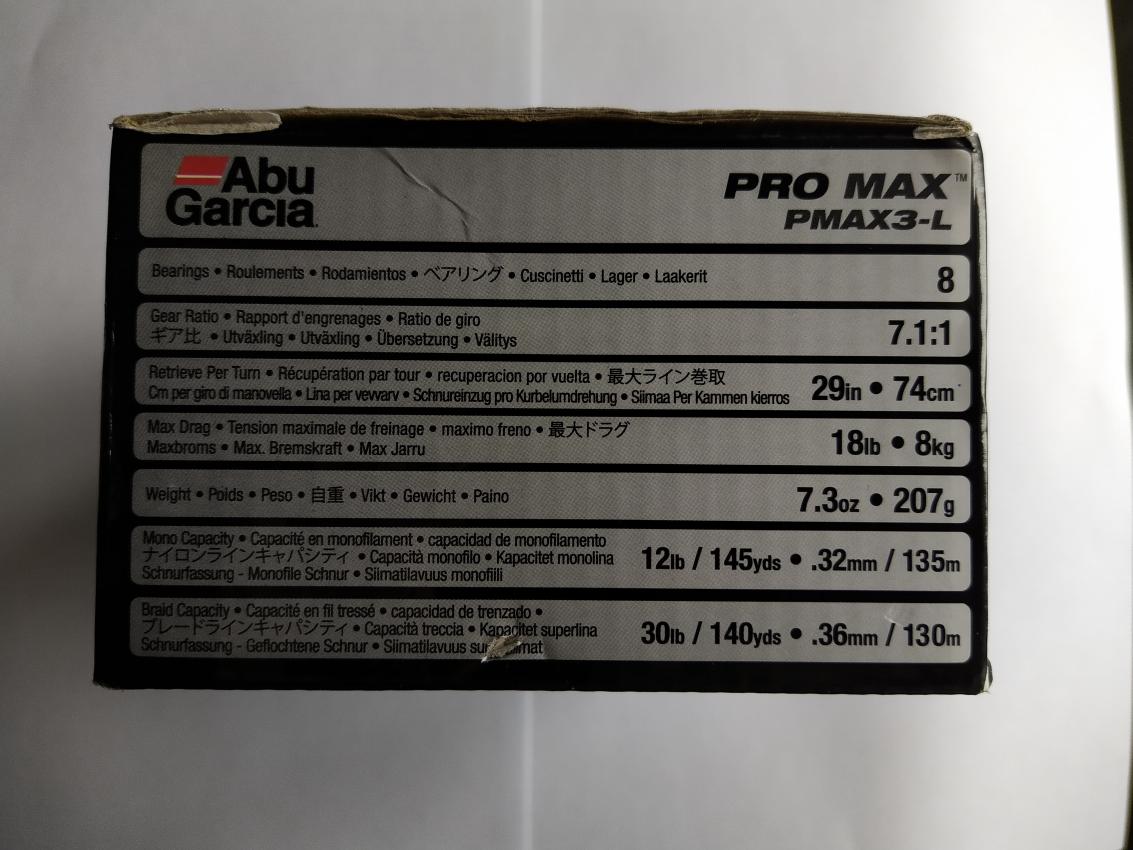 Abu
Garcia
PRO MAX™
PMAX3-L
Bearings • Roulements • Rodamientos • ベアリング • Cuscinetti • Lager • Laakerit
8
Gear Ratio • Rapport d'engrenages • Ratio de giro
ギア比 • Utväxling • Utväxling • Übersetzung • Välitys
7.1:1
Retrieve Per Turn • Récupération par tour • recuperacion por vuelta • 最大ライン巻取
Cm per giro di manovella • Lina per vevvarv • Schnureinzug pro Kurbelumdrehung • Siimaa Per Kammen kierros
29in • 74cm
Max Drag • Tension maximale de freinage • maximo freno • 最大ドラグ
Maxbroms • Max. Bremskraft • Max Jarru
18lb • 8kg
Weight • Poids • Peso • 自重 • Vikt • Gewicht • Paino
7.3oz • 207g
Mono Capacity • Capacité en monofilament • capacidad de monofilamento
ナイロンラインキャパシティ • Capacità monofilo • Kapacitet monolina
Schnurfassung - Monofile Schnur • Siimatilavuus monofiili
12lb / 145yds • .32mm / 135m
Braid Capacity • Capacité en fil tressé • capacidad de trenzado •
ブレードラインキャパシティ • Capacità treccia • Kapacitet superlina
Schnurfassung - Geflochtene Schnur • Siimatilavuus
30lb / 140yds • .36mm / 130m